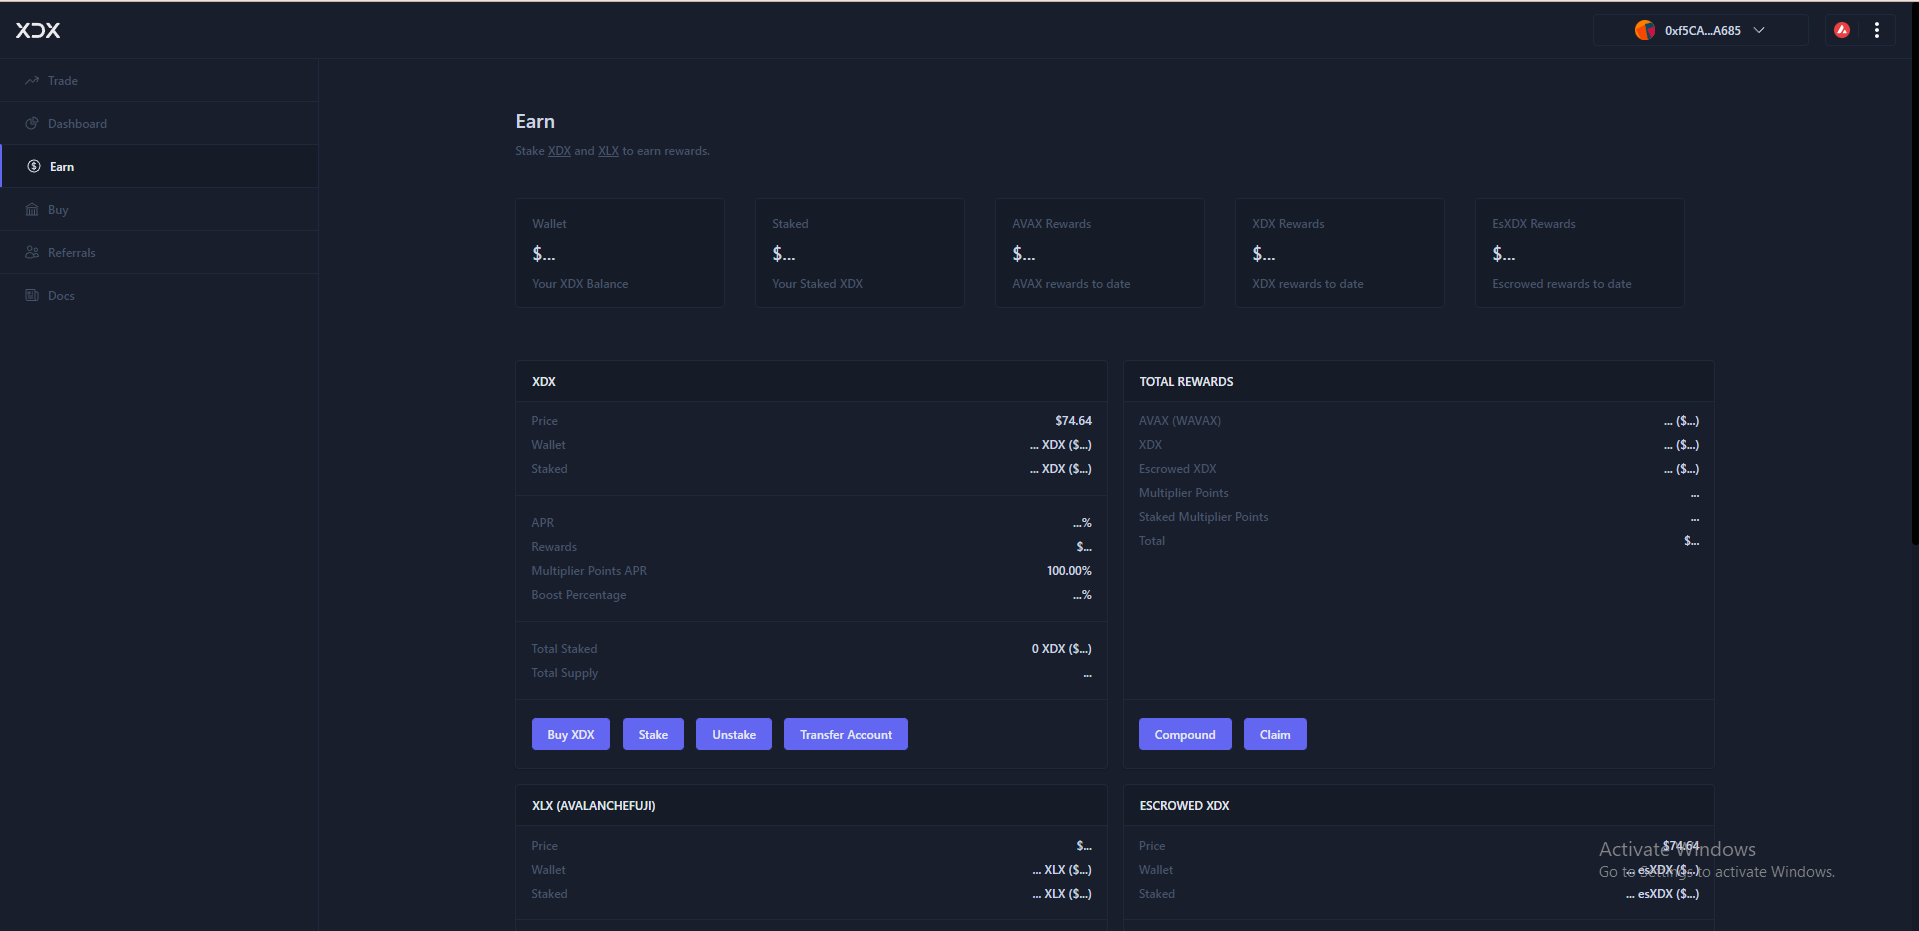 XDX
0xf5CA...A685
Trade
Dashboard
Earn
Buy
Referrals
Docs
Earn
Stake XDX and XLX to earn rewards.
Wallet
$...
Your XDX Balance
Staked
$...
Your Staked XDX
AVAX Rewards
$...
AVAX rewards to date
XDX Rewards
$...
XDX rewards to date
EsXDX Rewards
$...
Escrowed rewards to date
XDX
Price $74.64
Wallet ... XDX ($...)
Staked ... XDX ($...)
APR ...%
Rewards $...
Multiplier Points APR 100.00%
Boost Percentage ...%
Total Staked 0 XDX ($...)
Total Supply ...
Buy XDX Stake Unstake Transfer Account
TOTAL REWARDS
AVAX (WAVAX) ... ($...)
XDX ... ($...)
Escrowed XDX ... ($...)
Multiplier Points ...
Staked Multiplier Points ...
Total $...
Compound Claim
XLX (AVALANCHEFUJI)
Price $...
Wallet ... XLX ($...)
Staked ... XLX ($...)
ESCROWED XDX
Price $74.64
Wallet ... esXDX ($...)
Staked ... esXDX ($...)
Activate Windows
Go to Settings to activate Windows.